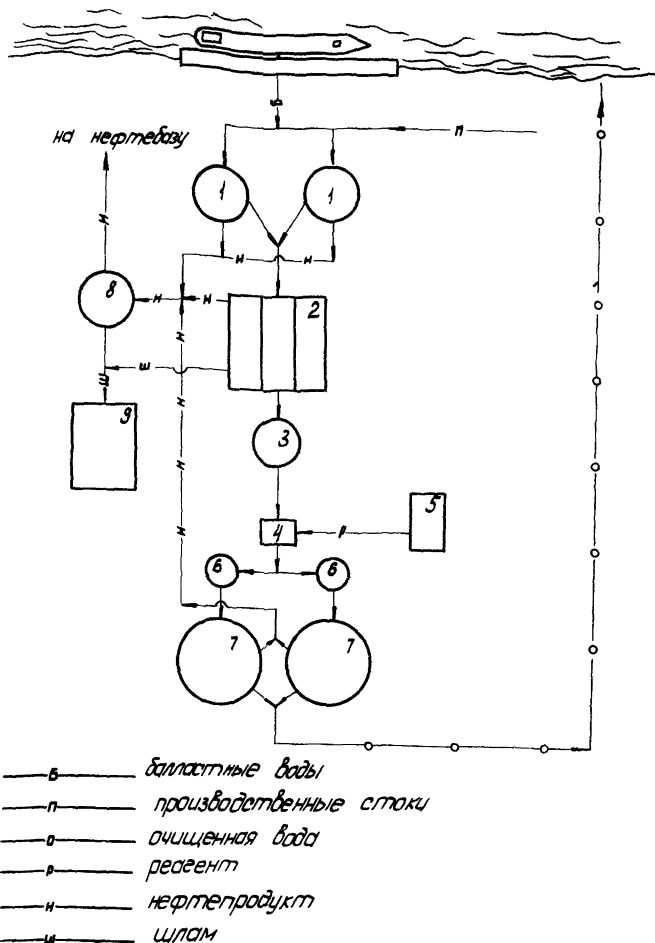 Б
п
на нефтебазу
1 1
н
н н
8 н н 2
н
ш
ш
н
9 3
н
5
н 4 р
6 6
7 7
б балластные воды
п производственные стоки
о очищенная вода
р реагент
н нефтепродукт
ш шлам